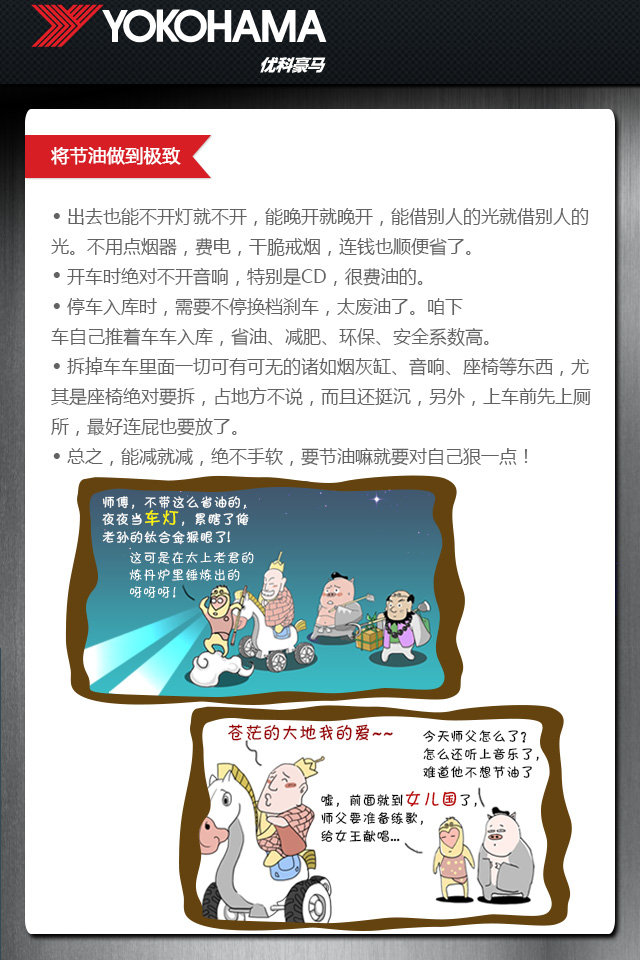 YOKOHAMA
优科豪马
将节油做到极致
• 出去也能不开灯就不开，能晚开就晚开，能借别人的光就借别人的
光。不用点烟器，费电，干脆戒烟，连钱也顺便省了。
• 开车时绝对不开音响，特别是CD，很费油的。
• 停车入库时，需要不停换档刹车，太废油了。咱下
车自己推着车车入库，省油、减肥、环保、安全系数高。
• 拆掉车车里面一切可有可无的诸如烟灰缸、音响、座椅等东西，尤
其是座椅绝对要拆，占地方不说，而且还挺沉，另外，上车前先上厕
所，最好连屁也要放了。
• 总之，能减就减，绝不手软，要节油嘛就要对自己狠一点！
师傅，不带这么省油的，
夜夜当车灯，累瞎了俺
老孙的钛合金猴眼了!
这可是在太上老君的
炼丹炉里锤炼出的
呀呀呀!
苍茫的大地我的爱~~
今天师父怎么了?
怎么还听上音乐了，
难道他不想节油了
嘘，前面就到女儿国了，
师父要准备练歌，
给女王献唱...